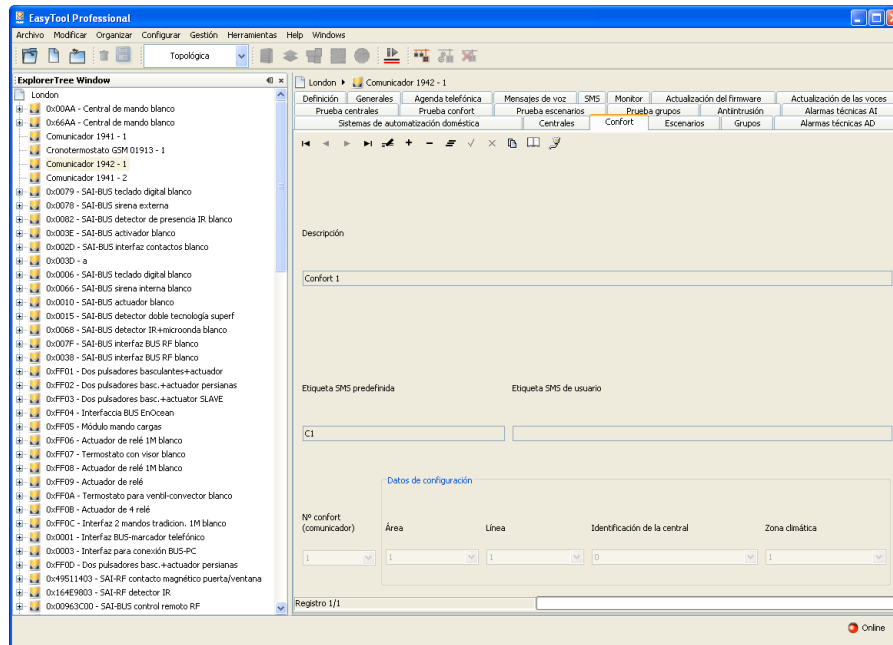 EasyTool Professional
Archivo Modificar Organizar Configurar Gestión Herramientas Help Windows
Topológica
ExplorerTree Window
London
0x00AA - Central de mando blanco
0x66AA - Central de mando blanco
Comunicador 1941 - 1
Cronotermostato GSM 01913 - 1
Comunicador 1942 - 1
Comunicador 1941 - 2
0x0079 - SAI-BUS teclado digital blanco
0x0078 - SAI-BUS sirena externa
0x0082 - SAI-BUS detector de presencia IR blanco
0x003E - SAI-BUS activador blanco
0x002D - SAI-BUS interfaz contactos blanco
0x003D - a
0x0006 - SAI-BUS teclado digital blanco
0x0066 - SAI-BUS sirena interna blanco
0x0010 - SAI-BUS actuador blanco
0x0015 - SAI-BUS detector doble tecnología superf
0x0068 - SAI-BUS detector IR+microonda blanco
0x007F - SAI-BUS interfaz BUS RF blanco
0x0038 - SAI-BUS interfaz BUS RF blanco
0xFF01 - Dos pulsadores basculantes+actuador
0xFF02 - Dos pulsadores basc.+actuador persianas
0xFF03 - Dos pulsadores basc.+actuator SLAVE
0xFF04 - Interfaccia BUS EnOcean
0xFF05 - Módulo mando cargas
0xFF06 - Actuador de relé 1M blanco
0xFF07 - Termostato con visor blanco
0xFF08 - Actuador de relé 1M blanco
0xFF09 - Actuador de relé
0xFF0A - Termostato para ventil-convector blanco
0xFF0B - Actuador de 4 relé
0xFF0C - Interfaz 2 mandos tradicion. 1M blanco
0x0001 - Interfaz BUS-marcador telefónico
0x0003 - Interfaz para conexión BUS-PC
0xFF0D - Dos pulsadores basc.+actuador persianas
0x49511403 - SAI-RF contacto magnético puerta/ventana
0x164E9803 - SAI-RF detector IR
0x00963C00 - SAI-BUS control remoto RF
London Comunicador 1942 - 1
Definición Generales Agenda telefónica Mensajes de voz SMS Monitor Actualización del firmware Actualización de las voces
Prueba centrales Prueba confort Prueba escenarios Prueba grupos Antiintrusión Alarmas técnicas AI
Sistemas de automatización doméstica Centrales Confort Escenarios Grupos Alarmas técnicas AD
Descripción
Confort 1
Etiqueta SMS predefinida Etiqueta SMS de usuario
C1
Datos de configuración
Nº confort
(comunicador) Área Línea Identificación de la central Zona climática
1 1 1 0 1
Registro 1/1
Online